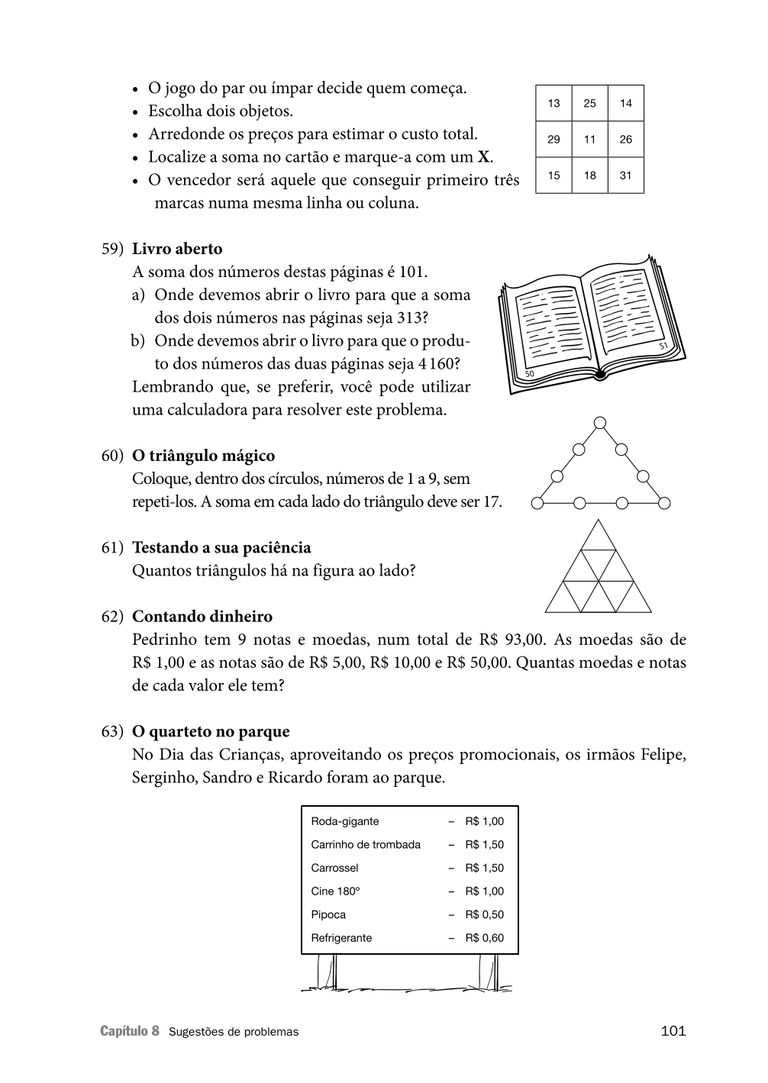 • O jogo do par ou ímpar decide quem começa.
• Escolha dois objetos.
• Arredonde os preços para estimar o custo total.
• Localize a soma no cartão e marque-a com um X.
• O vencedor será aquele que conseguir primeiro três
marcas numa mesma linha ou coluna.
13 25 14
29 11 26
15 18 31
59) Livro aberto
A soma dos números destas páginas é 101.
a) Onde devemos abrir o livro para que a soma
dos dois números nas páginas seja 313?
b) Onde devemos abrir o livro para que o produ-
to dos números das duas páginas seja 4 160?
Lembrando que, se preferir, você pode utilizar
uma calculadora para resolver este problema.
50
51
60) O triângulo mágico
Coloque, dentro dos círculos, números de 1 a 9, sem
repeti-los. A soma em cada lado do triângulo deve ser 17.
61) Testando a sua paciência
Quantos triângulos há na figura ao lado?
62) Contando dinheiro
Pedrinho tem 9 notas e moedas, num total de R$ 93,00. As moedas são de
R$ 1,00 e as notas são de R$ 5,00, R$ 10,00 e R$ 50,00. Quantas moedas e notas
de cada valor ele tem?
63) O quarteto no parque
No Dia das Crianças, aproveitando os preços promocionais, os irmãos Felipe,
Serginho, Sandro e Ricardo foram ao parque.
Roda-gigante – R$ 1,00
Carrinho de trombada – R$ 1,50
Carrossel – R$ 1,50
Cine 180º – R$ 1,00
Pipoca – R$ 0,50
Refrigerante – R$ 0,60
Capítulo 8 Sugestões de problemas 101